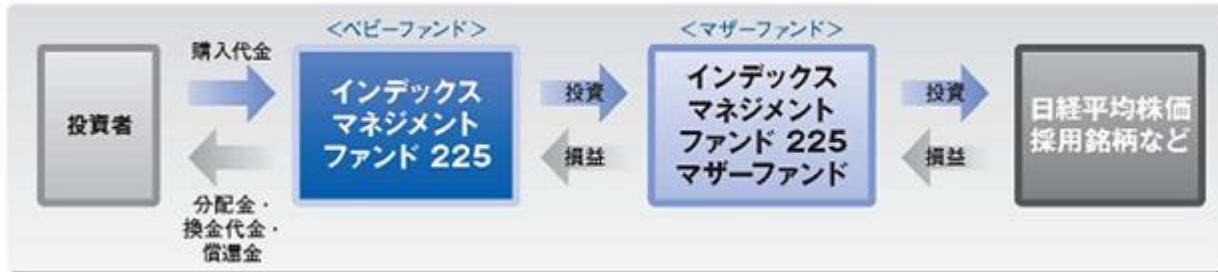 <ベビーファンド>
<マザーファンド>
投資者
購入代金
分配金・
換金代金・
償還金
インデックス
マネジメント
ファンド 225
投資
損益
インデックス
マネジメント
ファンド 225
マザーファンド
投資
損益
日経平均株価
採用銘柄など